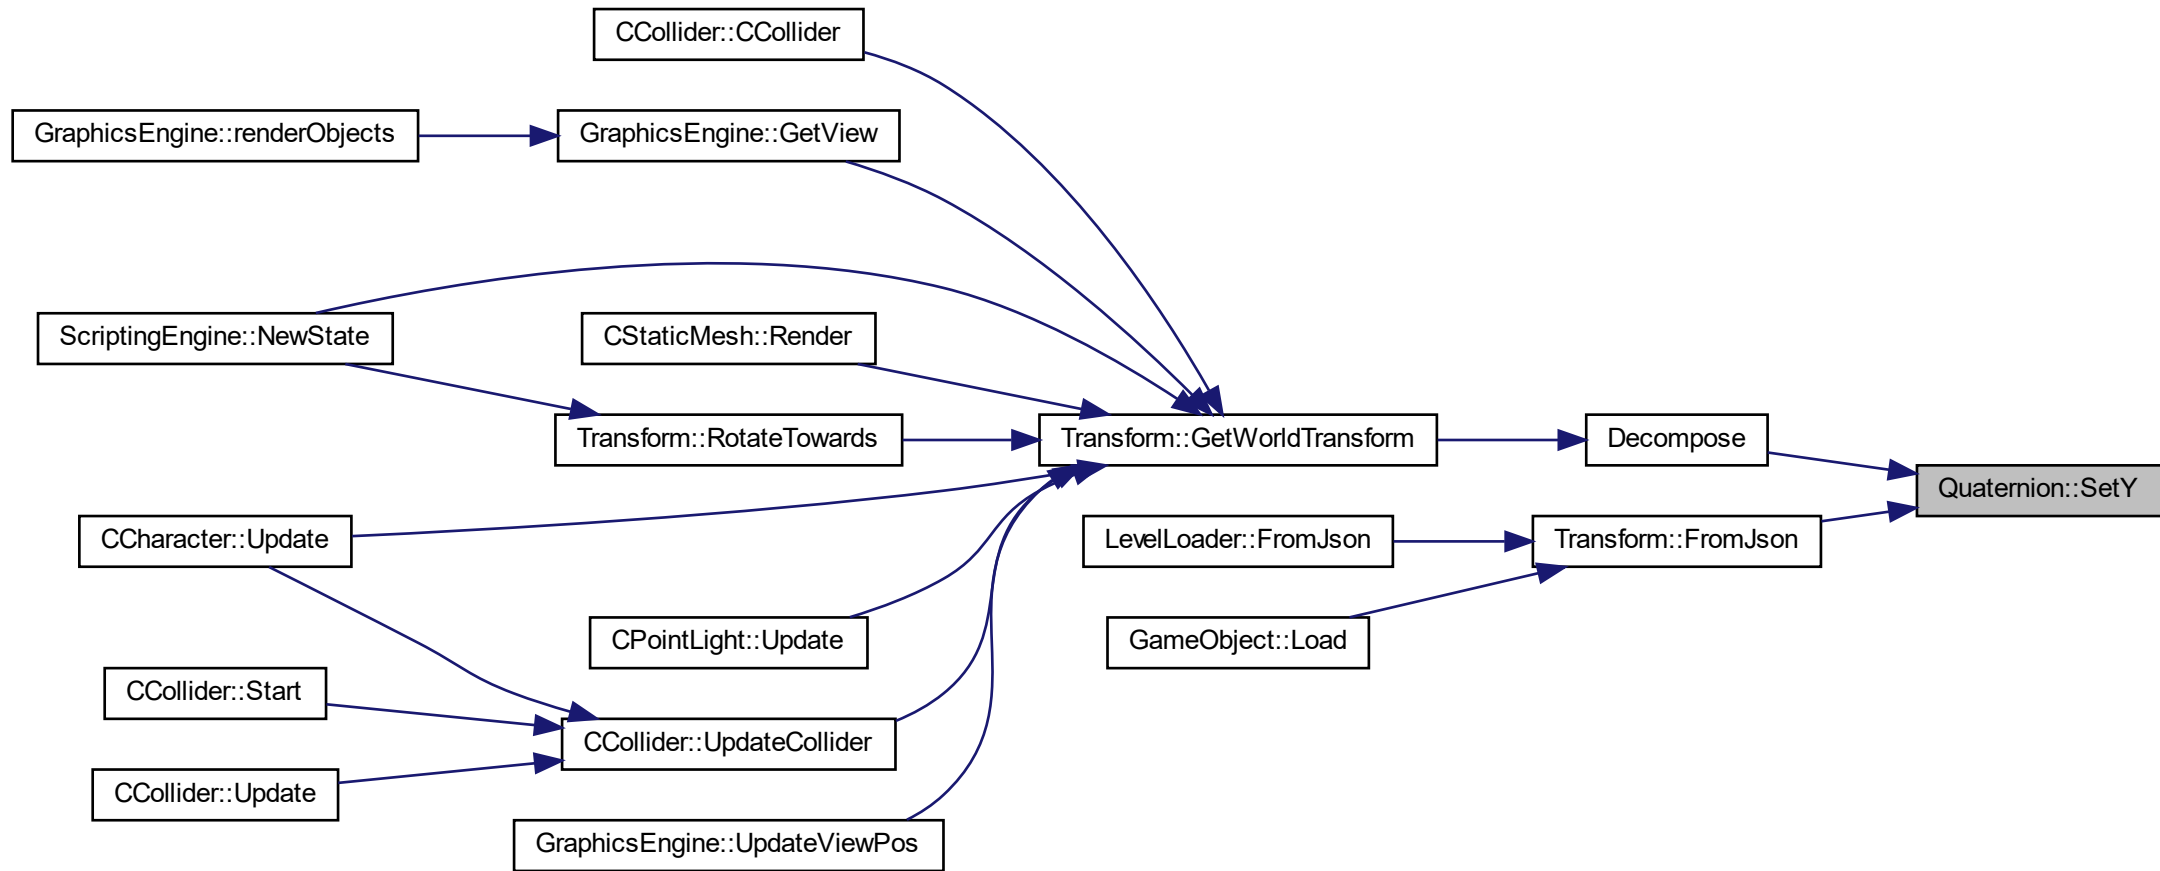 CCollider::CCollider
GraphicsEngine::renderObjects
GraphicsEngine::GetView
ScriptingEngine::NewState
CStaticMesh::Render
Transform::RotateTowards
Transform::GetWorldTransform
Decompose
Quaternion::SetY
CCharacter::Update
LevelLoader::FromJson
Transform::FromJson
CPointLight::Update
GameObject::Load
CCollider::Start
CCollider::UpdateCollider
CCollider::Update
GraphicsEngine::UpdateViewPos